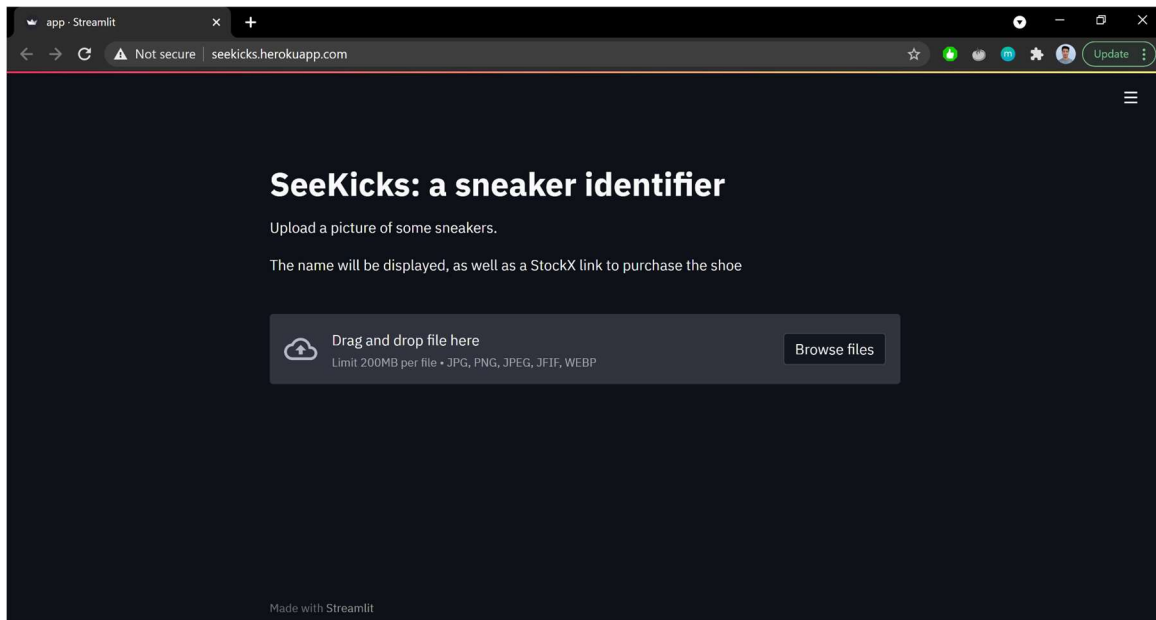 app · Streamlit
Not secure | seekicks.herokuapp.com
m
Update
SeeKicks: a sneaker identifier
Upload a picture of some sneakers.
The name will be displayed, as well as a StockX link to purchase the shoe
Drag and drop file here
Limit 200MB per file • JPG, PNG, JPEG, JFIF, WEBP
Browse files
Made with Streamlit